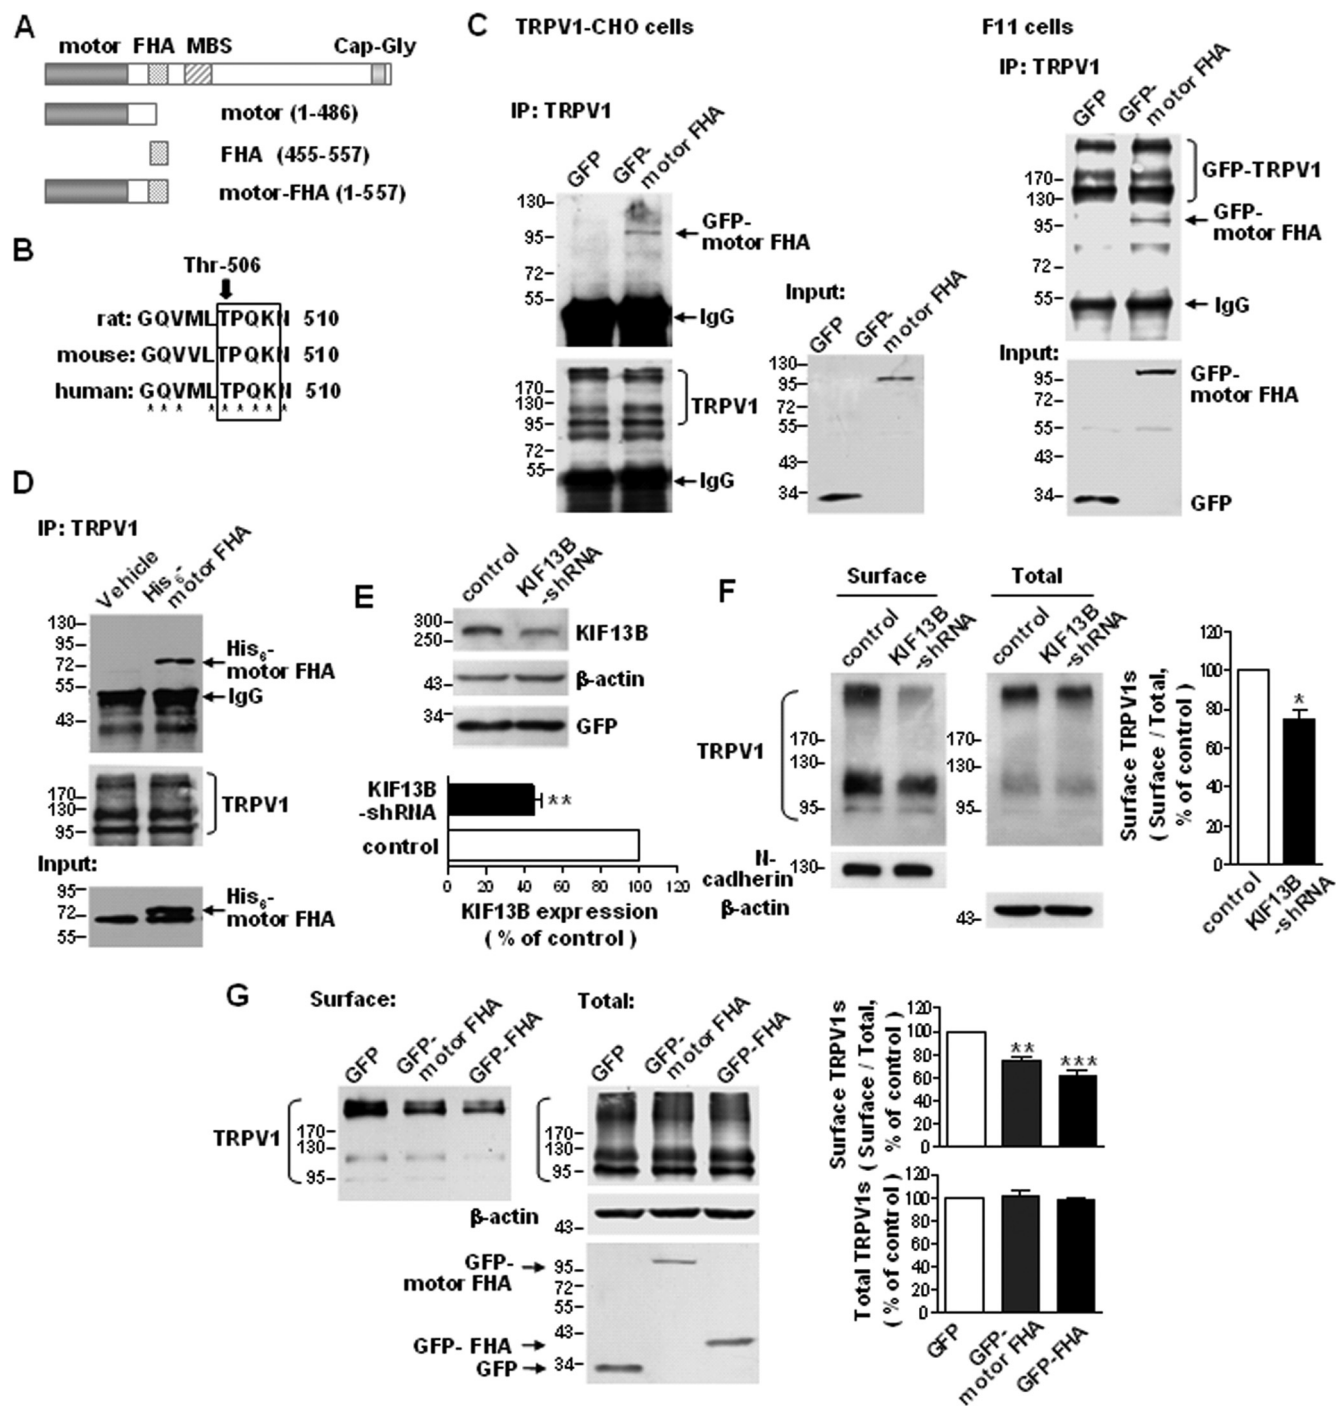 A
motor FHA MBS Cap-Gly
motor (1-486)
FHA (455-557)
motor-FHA (1-557)
B
Thr-506
rat: GQVMLTPQKN 510
mouse: GQVVLTPQKN 510
human: GQVMLTPQKN 510
* * * * * * * * *
C
TRPV1-CHO cells
IP: TRPV1
GFP
GFP-
motor FHA
130
95
72
55
GFP-
motor FHA
IgG
170
130
95
72
55
TRPV1
IgG
Input:
GFP
GFP-
motor FHA
130
95
72
55
43
34
F11 cells
IP: TRPV1
GFP
GFP-
motor FHA
170
130
95
72
55
GFP-TRPV1
GFP-
motor FHA
IgG
Input:
95
72
55
43
34
GFP-
motor FHA
GFP
D
IP: TRPV1
Vehicle
His6-
motor FHA
130
95
72
55
43
His6-
motor FHA
IgG
170
130
95
TRPV1
Input:
95
72
55
His6-
motor FHA
E
control
KIF13B
-shRNA
300
250
KIF13B
43
β-actin
34
GFP
KIF13B
-shRNA
**
control
0 20 40 60 80 100 120
KIF13B expression
( % of control )
F
Surface
Total
control
KIF13B
-shRNA
control
KIF13B
-shRNA
TRPV1
170
130
95
170
130
95
N-
cadherin
130
β-actin
43
Surface TRPV1s
( Surface / Total,
% of control )
120
100
80
60
40
20
0
*
control
KIF13B
-shRNA
G
Surface:
GFP
GFP-
motor FHA
GFP-FHA
TRPV1
170
130
95
Total:
GFP
GFP-
motor FHA
GFP-FHA
170
130
95
β-actin
43
GFP-
motor FHA
GFP- FHA
GFP
95
72
55
43
34
Surface TRPV1s
( Surface / Total,
% of control )
120
100
80
60
40
20
0
**
***
Total TRPV1s
( % of control )
120
100
80
60
40
20
0
GFP
GFP-
motor FHA
GFP-FHA